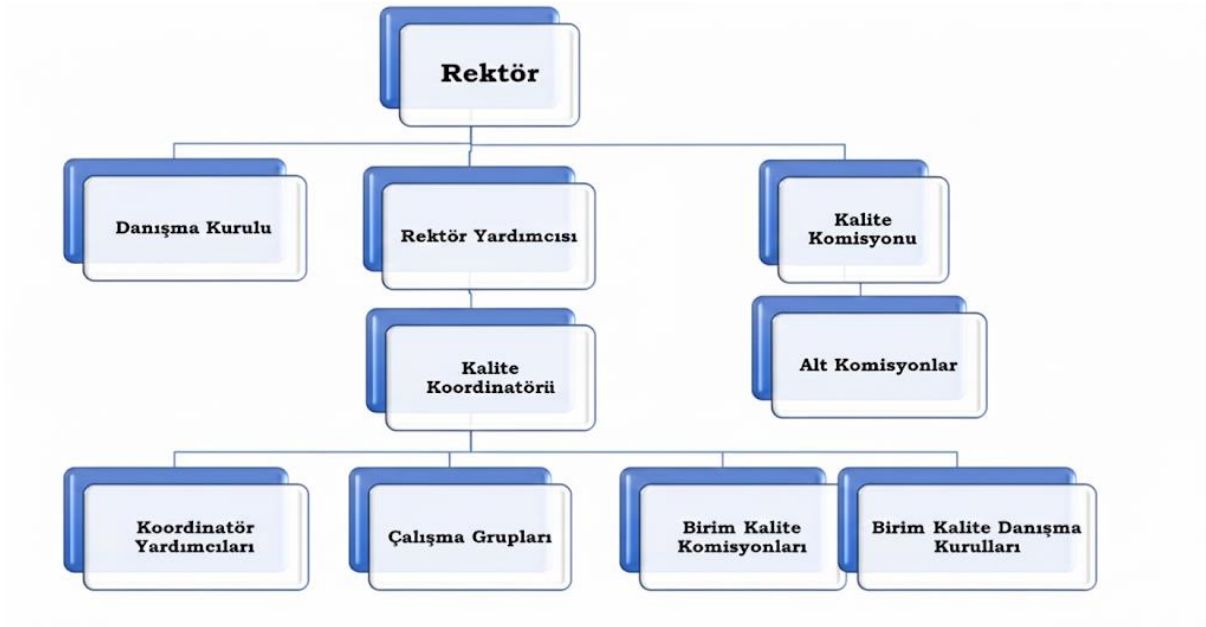 Rektör
Danışma Kurulu
Rektör Yardımcısı
Kalite
Komisyonu
Kalite
Koordinatörü
Alt Komisyonlar
Koordinatör
Yardımcıları
Çalışma Grupları
Birim Kalite
Komisyonları
Birim Kalite Danışma
Kurulları